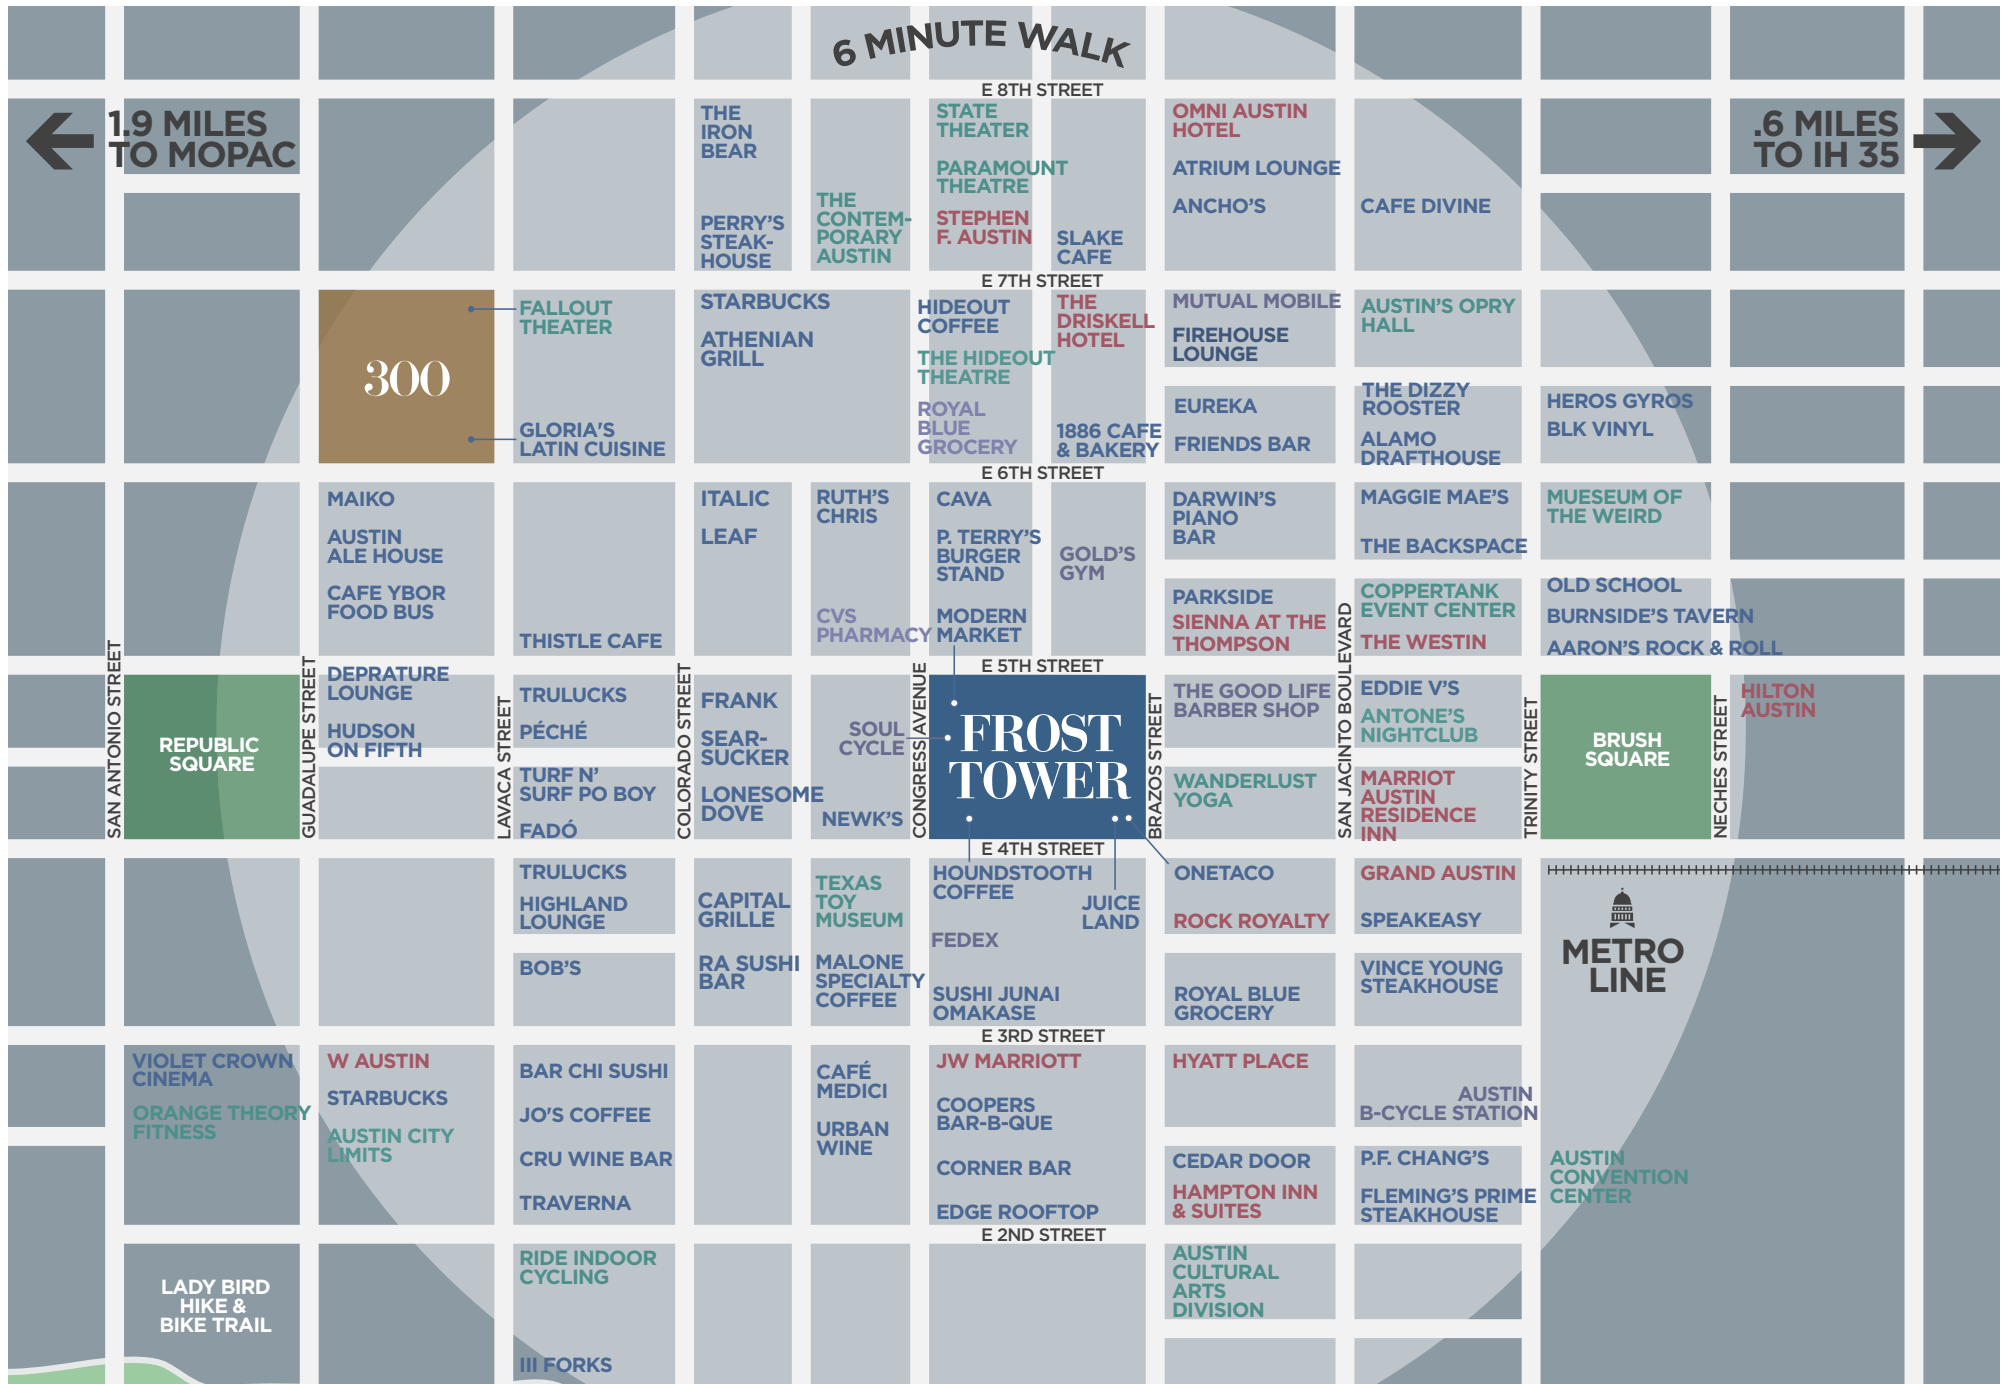 6 MINUTE WALK
E 8TH STREET
1.9 MILES
TO MOPAC
.6 MILES
TO IH 35
THE
IRON
BEAR
PERRY'S
STEAK-
HOUSE
THE
CONTEM-
PORARY
AUSTIN
STATE
THEATER
PARAMOUNT
THEATRE
STEPHEN
F. AUSTIN
SLAKE
CAFE
OMNI AUSTIN
HOTEL
ATRIUM LOUNGE
ANCHO'S
CAFE DIVINE
E 7TH STREET
300
FALLOUT
THEATER
GLORIA'S
LATIN CUISINE
STARBUCKS
ATHENIAN
GRILL
HIDEOUT
COFFEE
THE HIDEOUT
THEATRE
ROYAL
BLUE
GROCERY
THE
DRISKELL
HOTEL
1886 CAFE
& BAKERY
MUTUAL MOBILE
FIREHOUSE
LOUNGE
EUREKA
FRIENDS BAR
AUSTIN'S OPRY
HALL
THE DIZZY
ROOSTER
ALAMO
DRAFTHOUSE
HEROS GYROS
BLK VINYL
E 6TH STREET
MAIKO
AUSTIN
ALE HOUSE
CAFE YBOR
FOOD BUS
THISTLE CAFE
ITALIC
LEAF
RUTH'S
CHRIS
CVS
PHARMACY
CAVA
P. TERRY'S
BURGER
STAND
MODERN
MARKET
GOLD'S
GYM
DARWIN'S
PIANO
BAR
PARKSIDE
SIENNA AT THE
THOMPSON
MAGGIE MAE'S
THE BACKSPACE
COPPERTANK
EVENT CENTER
THE WESTIN
MUESEUM OF
THE WEIRD
OLD SCHOOL
BURNSIDE'S TAVERN
AARON'S ROCK & ROLL
E 5TH STREET
SAN ANTONIO STREET
REPUBLIC
SQUARE
GUADALUPE STREET
DEPRATURE
LOUNGE
HUDSON
ON FIFTH
LAVACA STREET
TRULUCKS
PÉCHÉ
TURF N'
SURF PO BOY
FADÓ
COLORADO STREET
FRANK
SEAR-
SUCKER
LONESOME
DOVE
SOUL
CYCLE
NEWK'S
CONGRESS AVENUE
FROST
TOWER
BRAZOS STREET
THE GOOD LIFE
BARBER SHOP
WANDERLUST
YOGA
SAN JACINTO BOULEVARD
EDDIE V'S
ANTONE'S
NIGHTCLUB
MARRIOT
AUSTIN
RESIDENCE
INN
TRINITY STREET
BRUSH
SQUARE
NECHES STREET
HILTON
AUSTIN
E 4TH STREET
TRULUCKS
HIGHLAND
LOUNGE
BOB'S
CAPITAL
GRILLE
RA SUSHI
BAR
TEXAS
TOY
MUSEUM
MALONE
SPECIALTY
COFFEE
HOUNDSTOOTH
COFFEE
JUICE
LAND
FEDEX
SUSHI JUNAI
OMAKASE
ONETACO
ROCK ROYALTY
ROYAL BLUE
GROCERY
GRAND AUSTIN
SPEAKEASY
VINCE YOUNG
STEAKHOUSE
METRO
LINE
E 3RD STREET
VIOLET CROWN
CINEMA
ORANGE THEORY
FITNESS
W AUSTIN
STARBUCKS
AUSTIN CITY
LIMITS
BAR CHI SUSHI
JO'S COFFEE
CRU WINE BAR
TRAVERNA
CAFÉ
MEDICI
URBAN
WINE
JW MARRIOTT
COOPERS
BAR-B-QUE
CORNER BAR
EDGE ROOFTOP
HYATT PLACE
CEDAR DOOR
HAMPTON INN
& SUITES
AUSTIN
B-CYCLE STATION
P.F. CHANG'S
FLEMING'S PRIME
STEAKHOUSE
AUSTIN
CONVENTION
CENTER
E 2ND STREET
LADY BIRD
HIKE &
BIKE TRAIL
RIDE INDOOR
CYCLING
III FORKS
AUSTIN
CULTURAL
ARTS
DIVISION